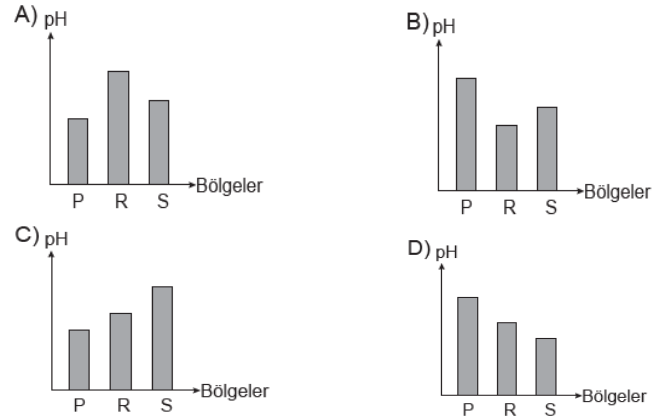 A) pH
Bölgeler
P R S
B) pH
Bölgeler
P R S
C) pH
Bölgeler
P R S
D) pH
Bölgeler
P R S